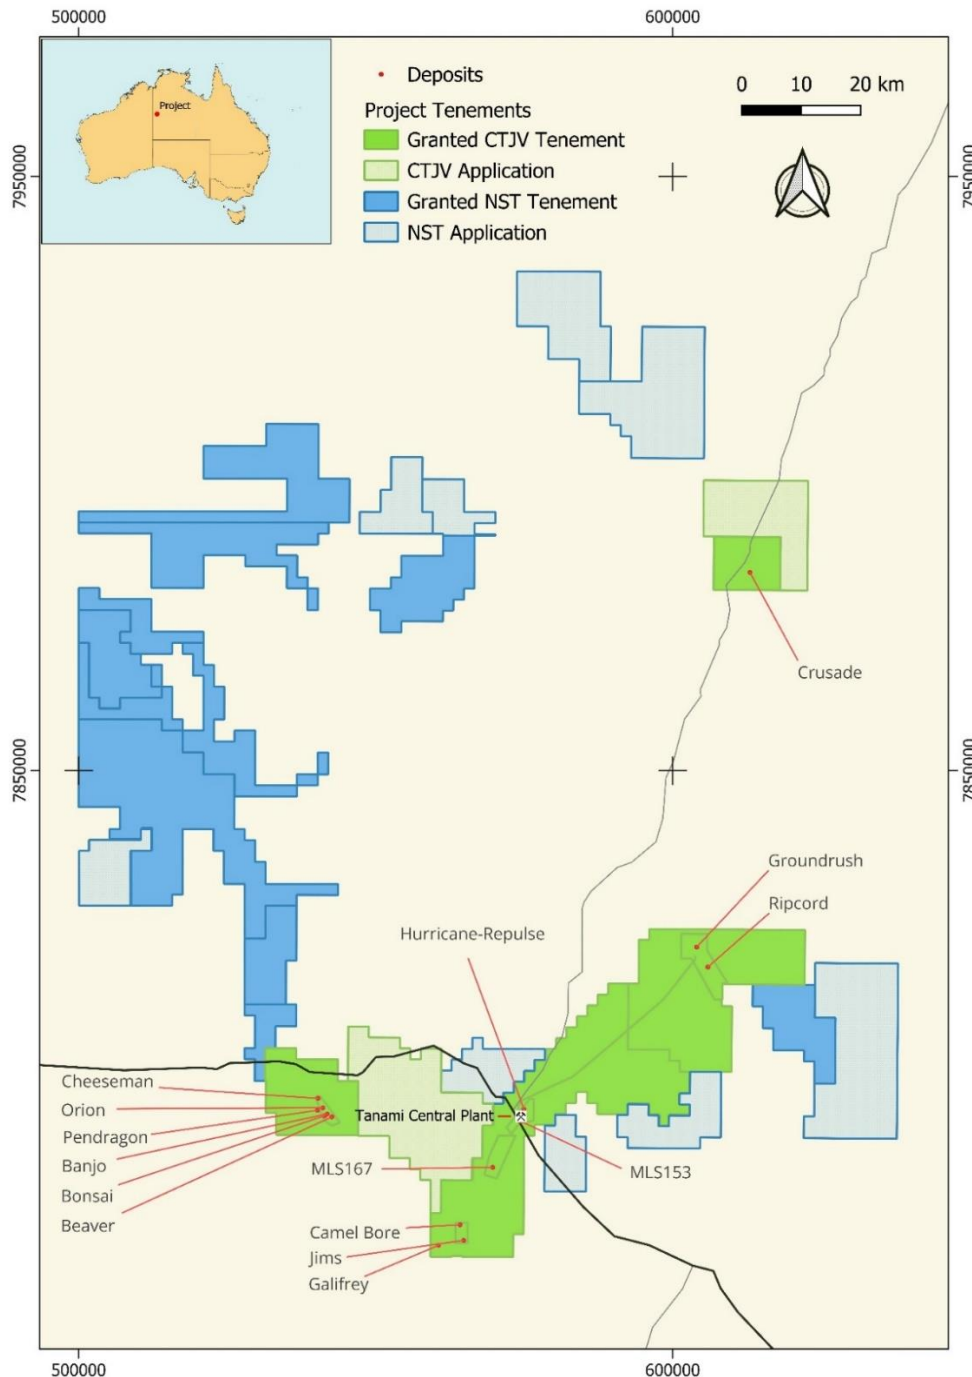 500000
600000
Project
Deposits
Project Tenements
Granted CTJV Tenement
CTJV Application
Granted NST Tenement
NST Application
0 10 20 km
7950000
7950000
Crusade
7850000
7850000
Groundrush
Ripcord
Hurricane-Repulse
Cheeseman
Orion
Pendragon
Banjo
Bonsai
Beaver
Tanami Central Plant
MLS167
MLS153
Camel Bore
Jims
Galifrey
500000
600000